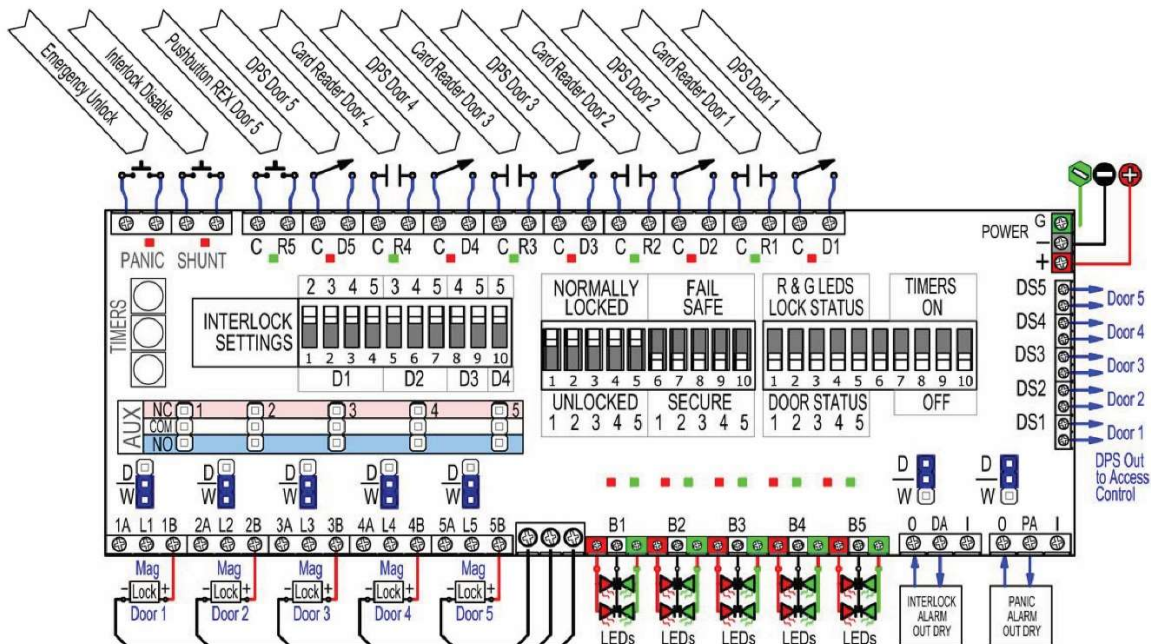 Emergency Unlock
Interlock Disable
Pushbutton REX Door 5
DPS Door 5
Card Reader Door 4
DPS Door 4
Card Reader Door 3
DPS Door 3
Card Reader Door 2
DPS Door 2
Card Reader Door 1
DPS Door 1
C R5 C D5 C R4 C D4 C R3 C D3 C R2 C D2 C R1 C D1
PANIC SHUNT
POWER G
−
+
TIMERS
INTERLOCK
SETTINGS
2 3 4 5 3 4 5 4 5 5
1 2 3 4 5 6 7 8 9 10
D1 D2 D3 D4
NORMALLY
LOCKED
FAIL
SAFE
1 2 3 4 5 6 7 8 9 10
UNLOCKED SECURE
1 2 3 4 5 1 2 3 4 5
R & G LEDS
LOCK STATUS
TIMERS
ON
1 2 3 4 5 6 7 8 9 10
DOOR STATUS OFF
1 2 3 4 5
DS5 Door 5
DS4 Door 4
DS3 Door 3
DS2 Door 2
DS1 Door 1
DPS Out
to Access
Control
AUX
NC 1 2 3 4 5
COM
NO
D D D D D D D
W W W W W W W
1A L1 1B 2A L2 2B 3A L3 3B 4A L4 4B 5A L5 5B
B1 B2 B3 B4 B5
O DA I O PA I
Mag Mag Mag Mag Mag
− Lock + − Lock + − Lock + − Lock + − Lock +
Door 1 Door 2 Door 3 Door 4 Door 5
LEDs LEDs LEDs LEDs LEDs
INTERLOCK
ALARM
OUT DRY
PANIC
ALARM
OUT DRY